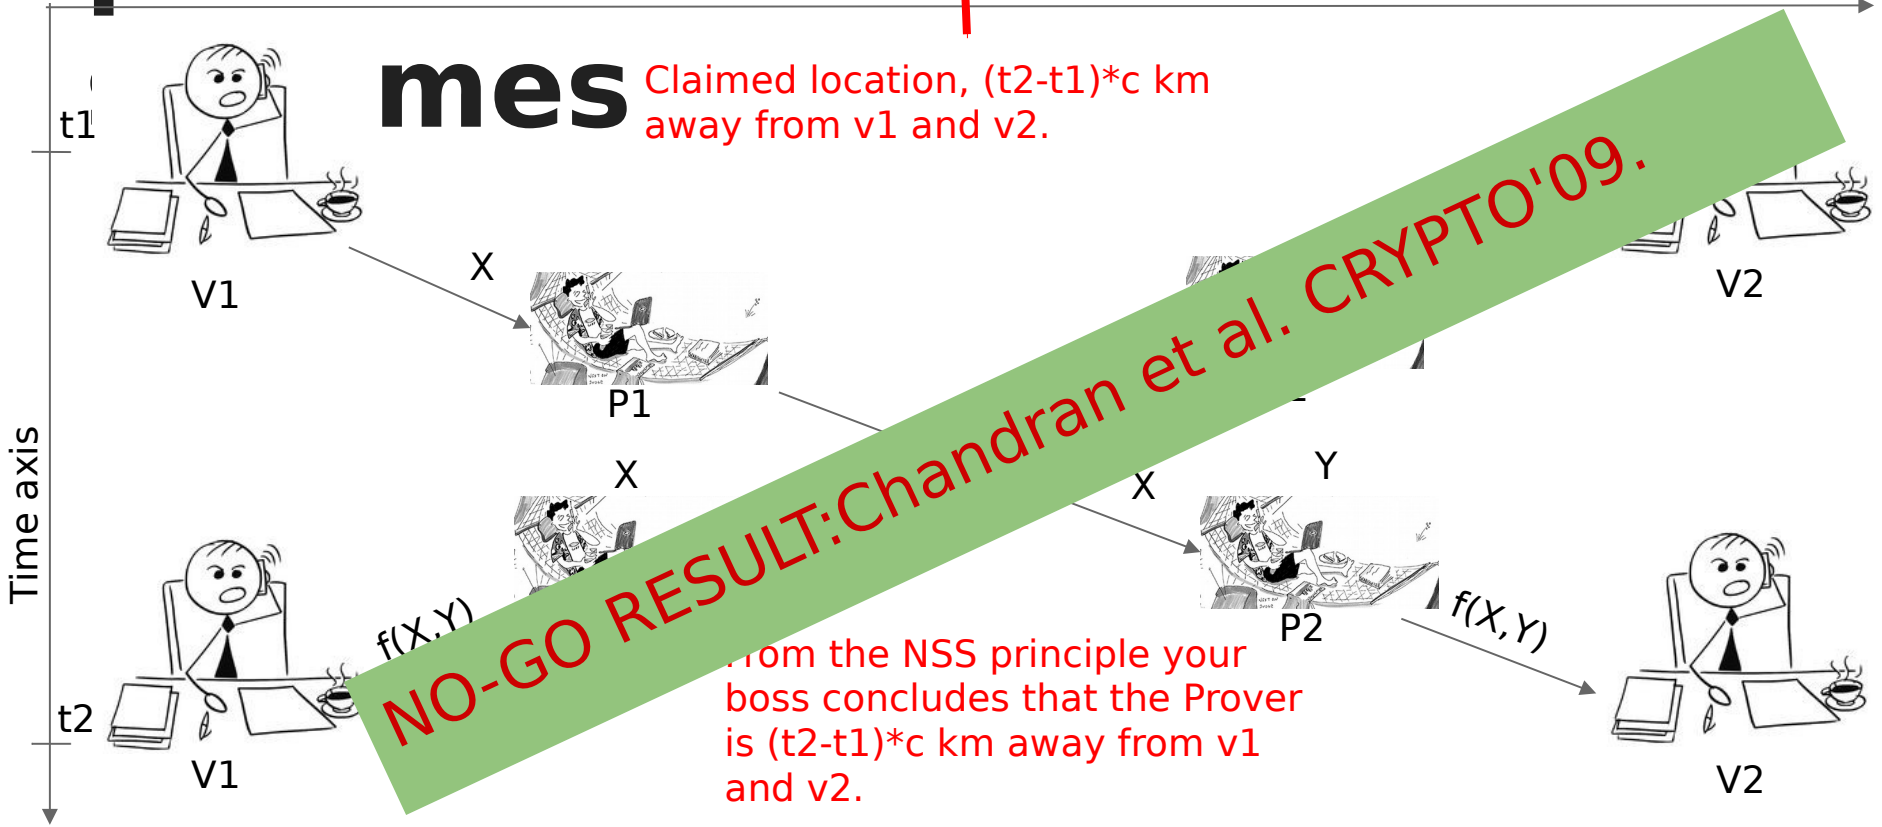 mes
Claimed location, (t2-t1)*c km
away from v1 and v2.
t1
V1
X
V2
P1
NO-GO RESULT:Chandran et al. CRYPTO'09.
Time axis
X
X
Y
f(X,Y)
P2
f(X,Y)
from the NSS principle your
boss concludes that the Prover
is (t2-t1)*c km away from v1
and v2.
t2
V1
V2